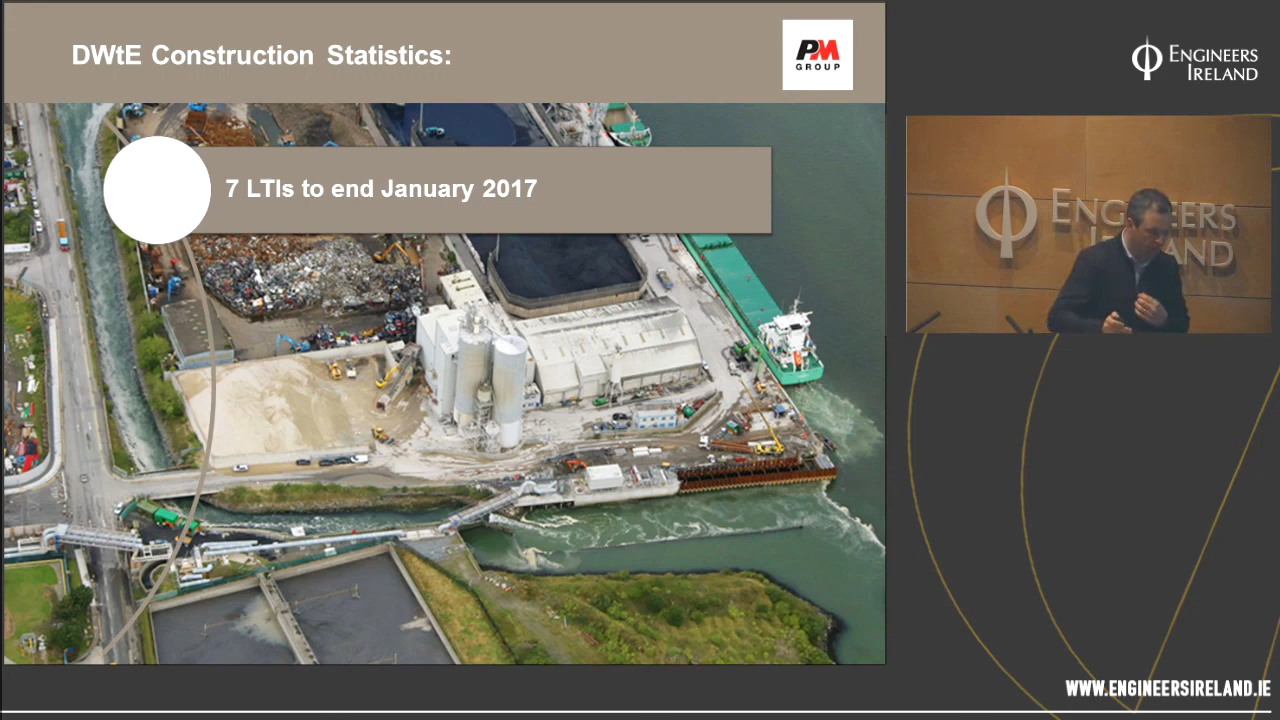 DWtE Construction Statistics:
PM
GROUP
7 LTIs to end January 2017
ENGINEERS
IRELAND
ENGINEERS
IRELAND
WWW.ENGINEERSIRELAND.IE